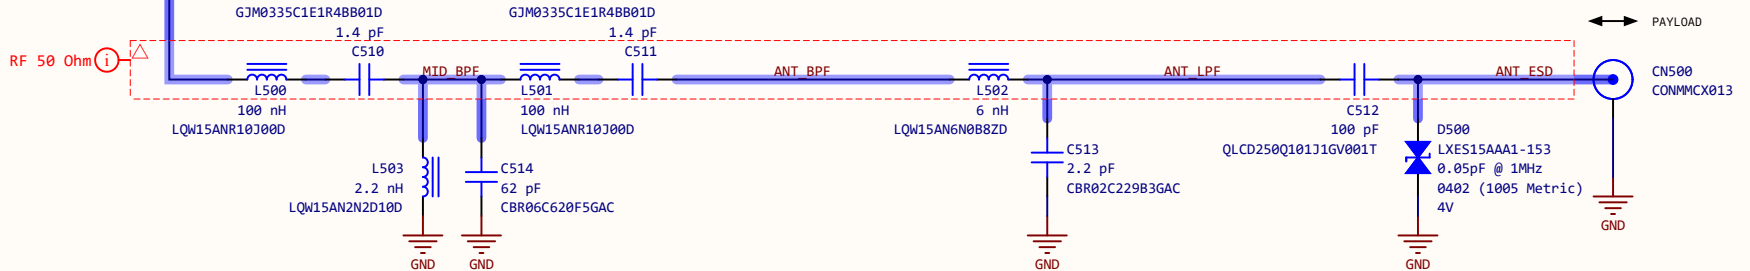 GJM0335C1E1R4BB01D
1.4 pF
C510
GJM0335C1E1R4BB01D
1.4 pF
C511
PAYLOAD
RF 50 Ohm
i
MID_BPF
ANT_BPF
ANT_LPF
ANT_ESD
CN500
CONMMCX013
L500
100 nH
LQW15ANR10J00D
L501
100 nH
LQW15ANR10J00D
L502
6 nH
LQW15AN6N0B8ZD
C512
100 pF
QLCD250Q101J1GV001T
D500
LXES15AAA1-153
0.05pF @ 1MHz
0402 (1005 Metric)
4V
L503
2.2 nH
LQW15AN2N2D10D
C514
62 pF
CBR06C620F5GAC
C513
2.2 pF
CBR02C229B3GAC
GND
GND
GND
GND
GND